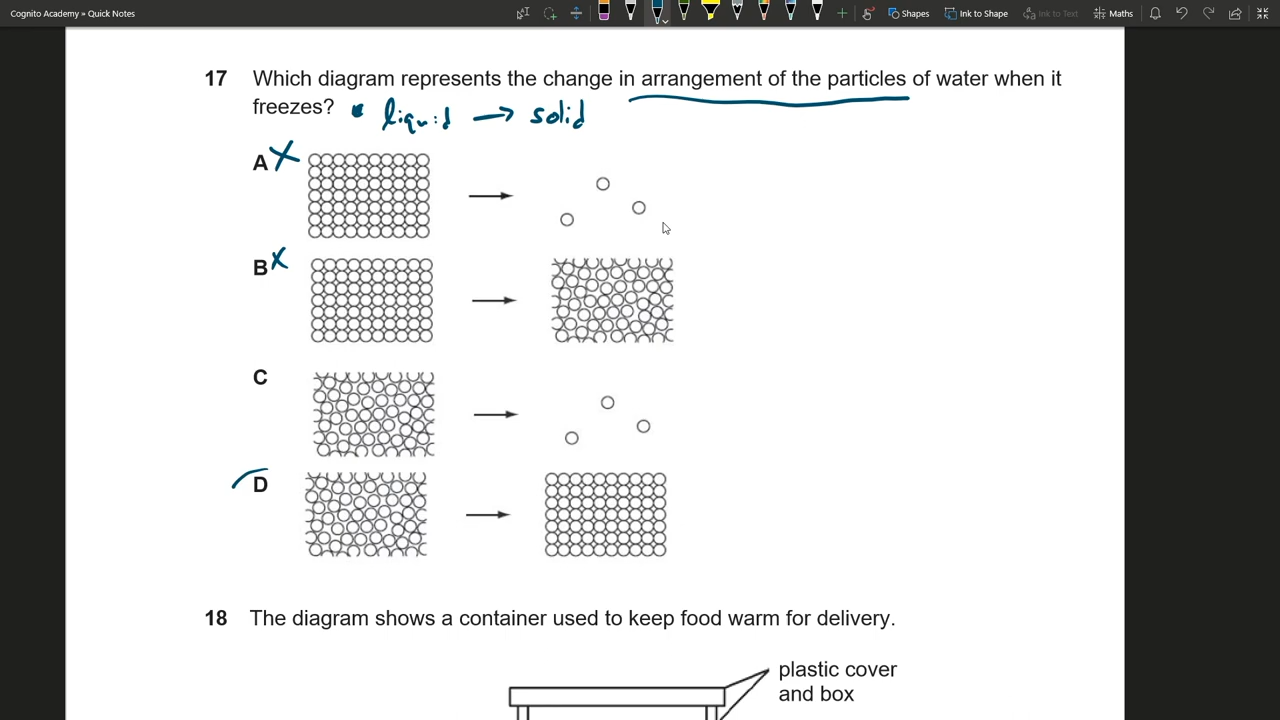 Cognito Academy » Quick Notes
Shapes
Ink to Shape
Ink to Text
Maths
17 Which diagram represents the change in arrangement of the particles of water when it
freezes? liquid → solid
A
B
C
D
18 The diagram shows a container used to keep food warm for delivery.
plastic cover
and box